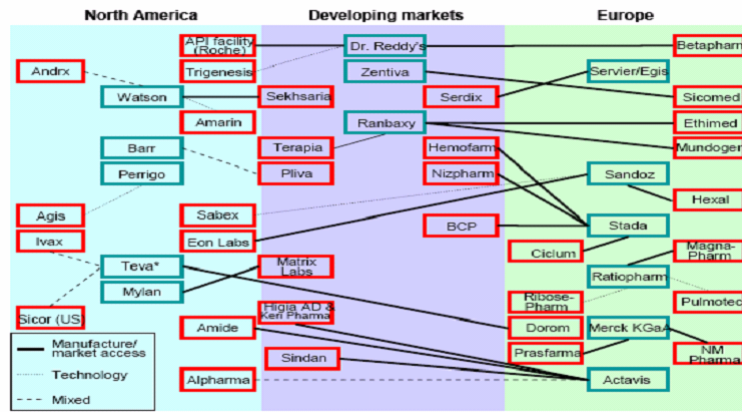 North America
Developing markets
Europe
API facility
(Roche)
Dr. Reddy's
Betapharm
Andrx
Trigenesis
Zentiva
Servier/Egis
Watson
Sekhsaria
Serdix
Sicomed
Amarin
Ranbaxy
Ethimed
Barr
Terapia
Hemofarm
Mundogen
Perrigo
Pliva
Nizpharm
Sandoz
Hexal
Agis
Sabex
BCP
Stada
Ivax
Eon Labs
Ciclum
Magna-
Pharm
Teva*
Matrix
Labs
Ratiopharm
Mylan
Ribose-
Pharm
Pulmotec
Sicor (US)
Higia AD &
Keri Pharma
Amide
Dorom
Merck KGaA
Manufacture/
market access
Sindan
Prasfarma
NM
Pharma
Technology
Mixed
Alpharma
Actavis